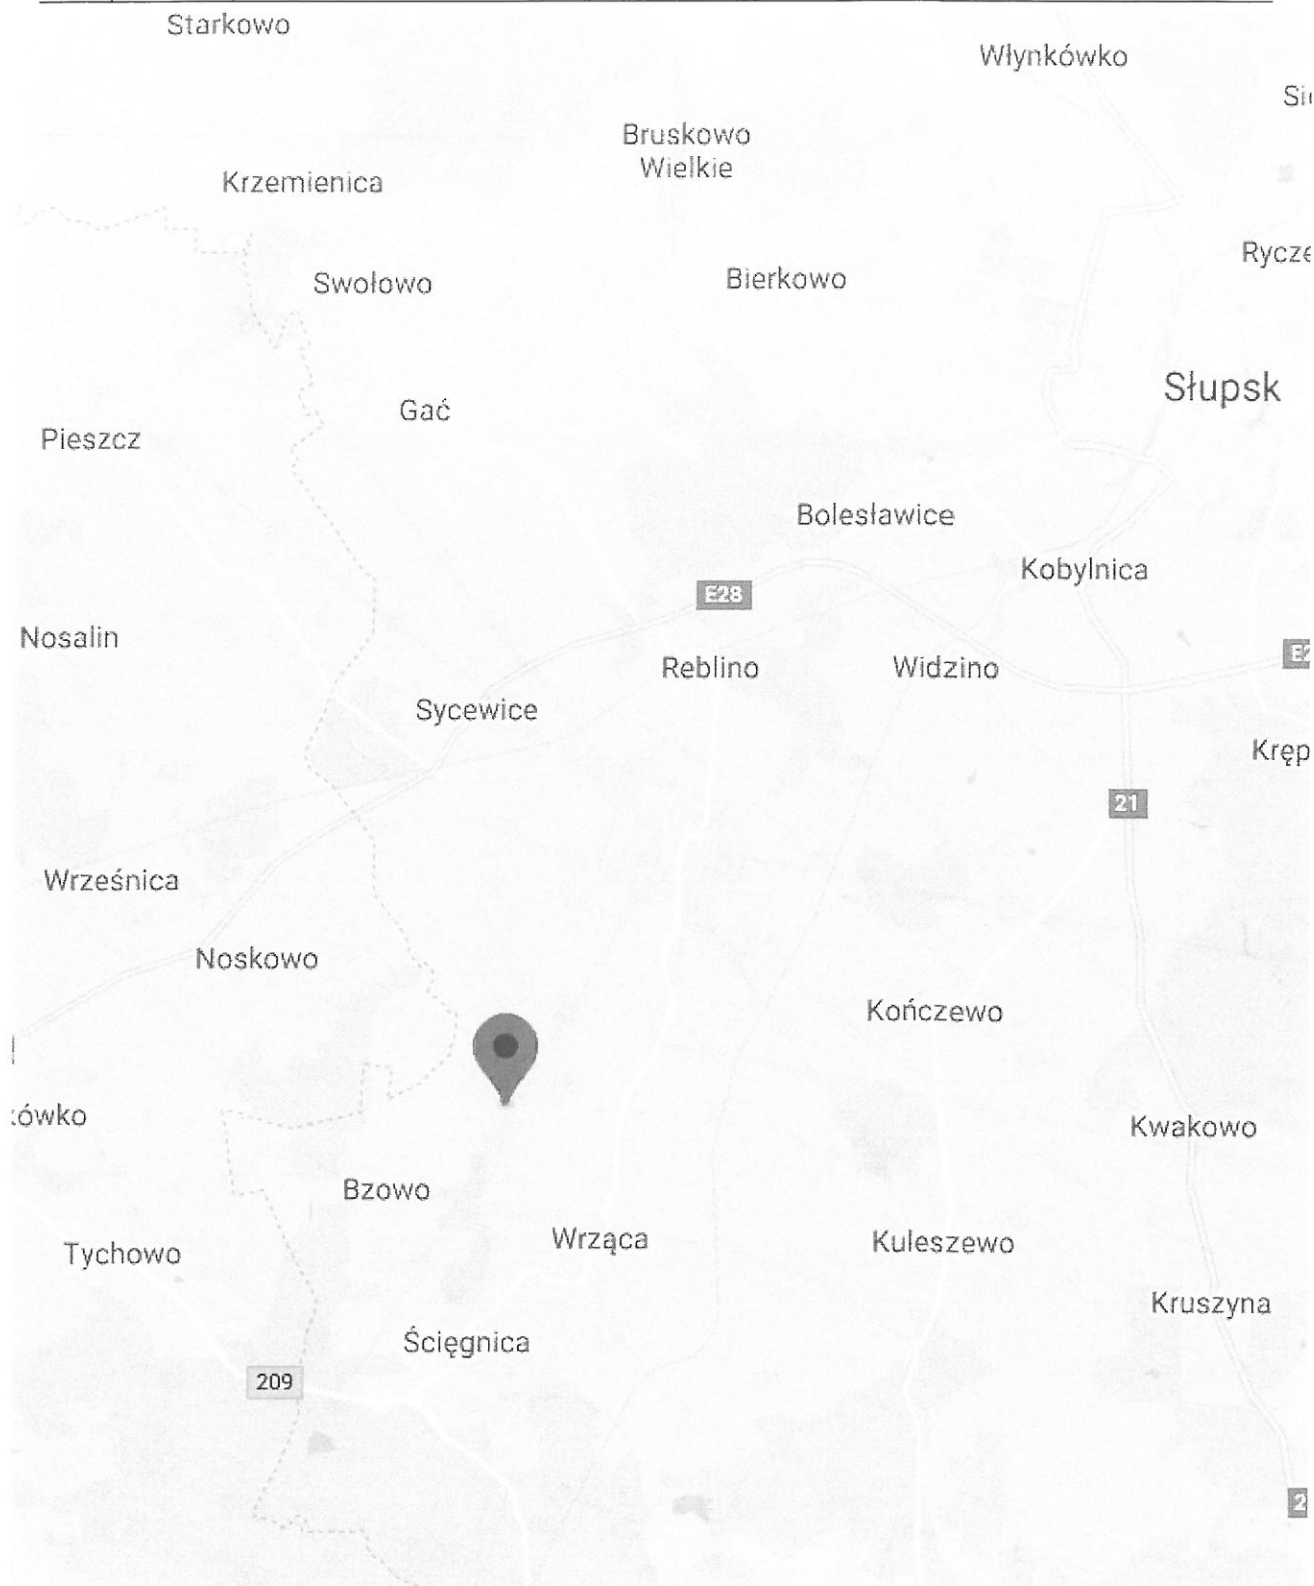 Starkowo
Włynkówko
Bruskowo
Wielkie
Krzemienica
Swołowo
Bierkowo
Słupsk
Gać
Pieszcz
Bolesławice
Kobylnica
E28
Nosalin
Reblino
Widzino
Sycewice
21
Wrześnica
Noskowo
Kończewo
Kwakowo
Bzowo
Wrząca
Kuleszewo
Tychowo
Kruszyna
Ścięgnica
209